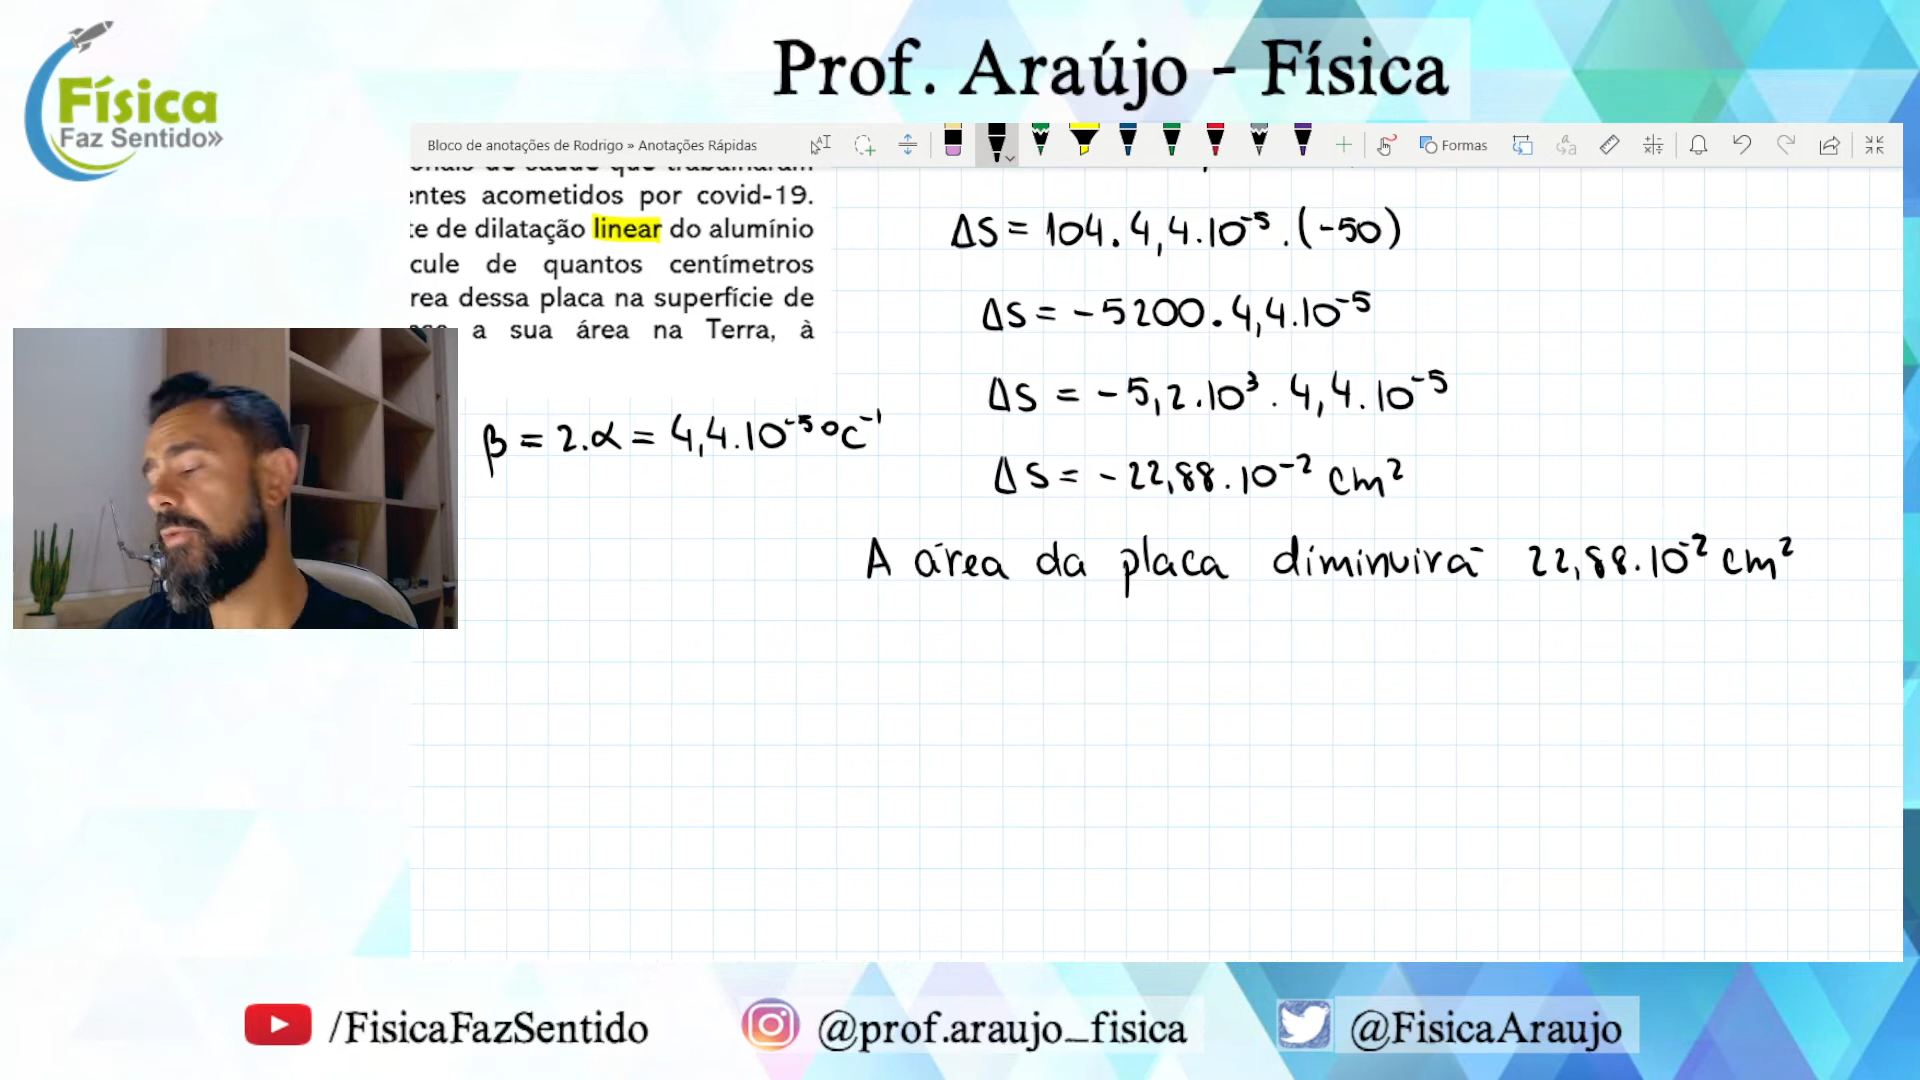 Prof. Araújo - Física
Física
Faz Sentido»
Bloco de anotações de Rodrigo » Anotações Rápidas
Formas
entes acometidos por covid-19.
te de dilatação linear do alumínio
cule de quantos centímetros
rea dessa placa na superfície de
a sua área na Terra, à
β = 2.α = 4,4.10⁻⁵ °C⁻¹
ΔS = 104.4,4.10⁻⁵.(-50)
ΔS = -5200.4,4.10⁻⁵
ΔS = -5,2.10³.4,4.10⁻⁵
ΔS = -22,88.10⁻² cm²
A área da placa diminuirá 22,88.10⁻² cm²
/FisicaFazSentido
@prof.araujo_fisica
@FisicaAraujo